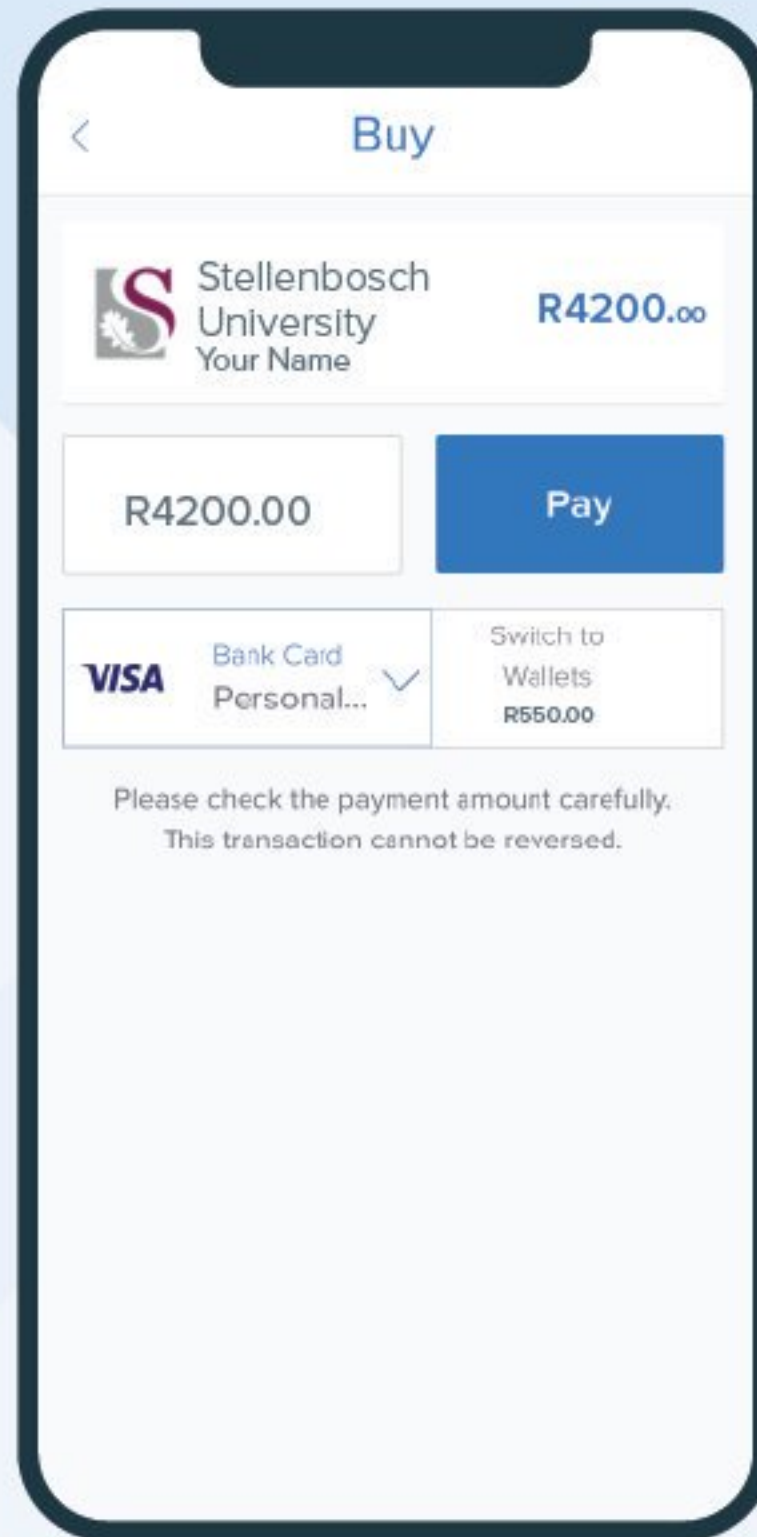 Buy
Stellenbosch
University
Your Name
R4200.00
R4200.00
Pay
VISA
Bank Card
Personal...
Switch to
Wallets
R550.00
Please check the payment amount carefully.
This transaction cannot be reversed.